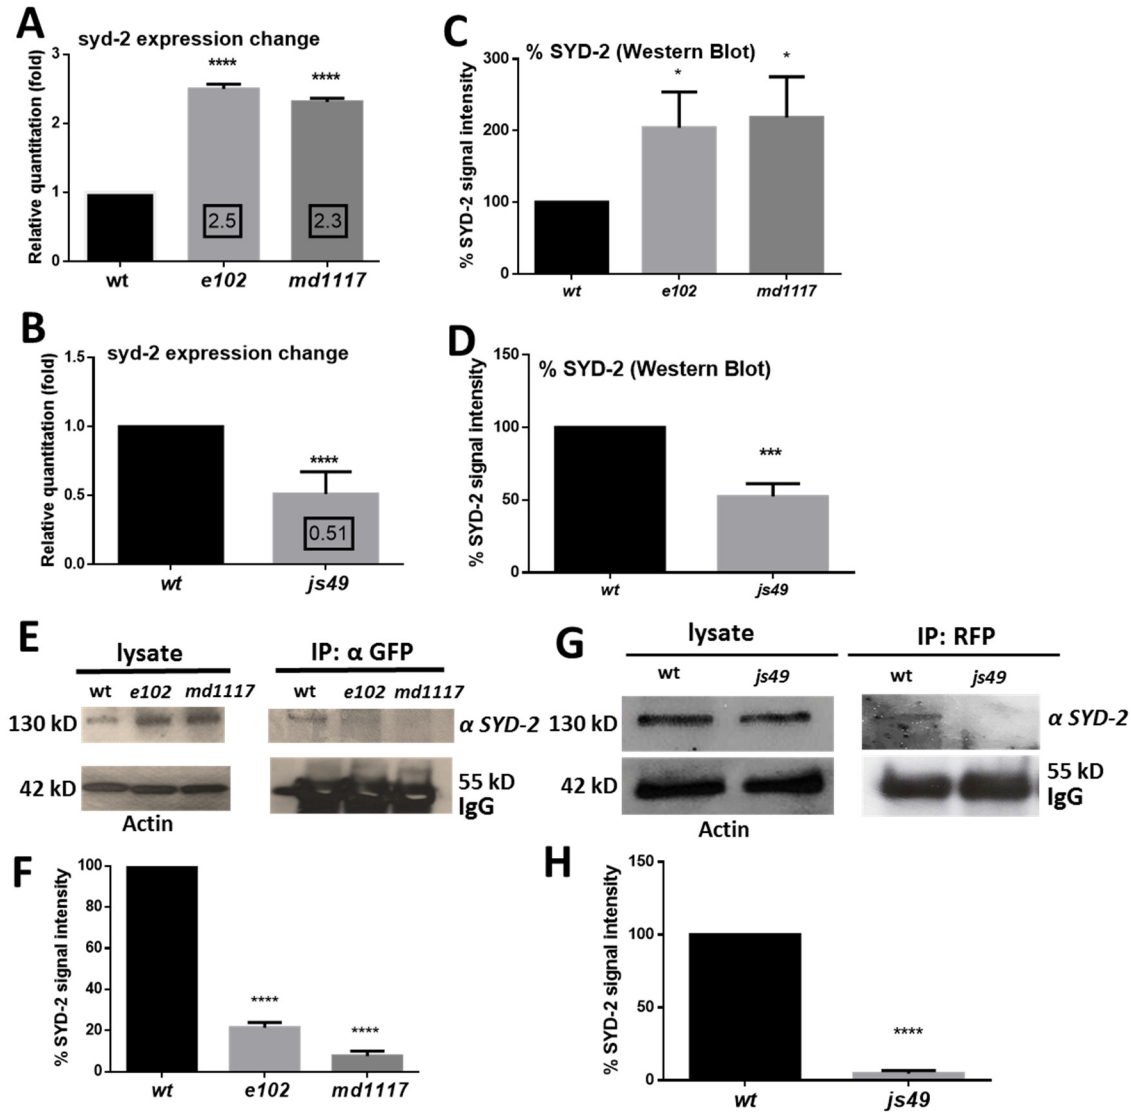 A
syd-2 expression change
Relative quantitation (fold)
3
2
1
0
****
****
2.5
2.3
wt
e102
md1117
C
% SYD-2 (Western Blot)
% SYD-2 signal intensity
300
200
100
0
*
*
wt
e102
md1117
B
syd-2 expression change
Relative quantitation (fold)
1.5
1.0
0.5
0.0
****
0.51
wt
js49
D
% SYD-2 (Western Blot)
% SYD-2 signal intensity
150
100
50
0
***
wt
js49
E
lysate
IP: α GFP
wt e102 md1117
wt e102 md1117
130 kD
α SYD-2
42 kD
55 kD
IgG
Actin
G
lysate
IP: RFP
wt js49
wt js49
130 kD
α SYD-2
42 kD
55 kD
IgG
Actin
F
% SYD-2 signal intensity
100
80
60
40
20
0
****
****
wt
e102
md1117
H
% SYD-2 signal intensity
150
100
50
0
****
wt
js49